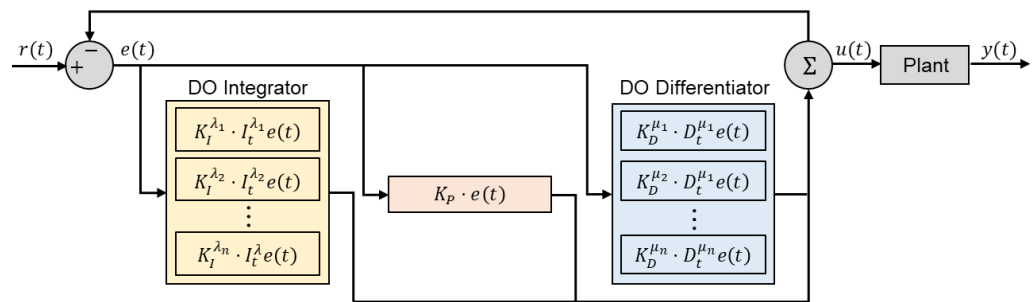 r(t)
−
+
e(t)
Σ
u(t)
Plant
y(t)
DO Integrator
K_I^{λ_1} · I_t^{λ_1} e(t)
K_I^{λ_2} · I_t^{λ_2} e(t)
⋮
K_I^{λ_n} · I_t^{λ} e(t)
K_P · e(t)
DO Differentiator
K_D^{μ_1} · D_t^{μ_1} e(t)
K_D^{μ_2} · D_t^{μ_1} e(t)
⋮
K_D^{μ_n} · D_t^{μ_n} e(t)